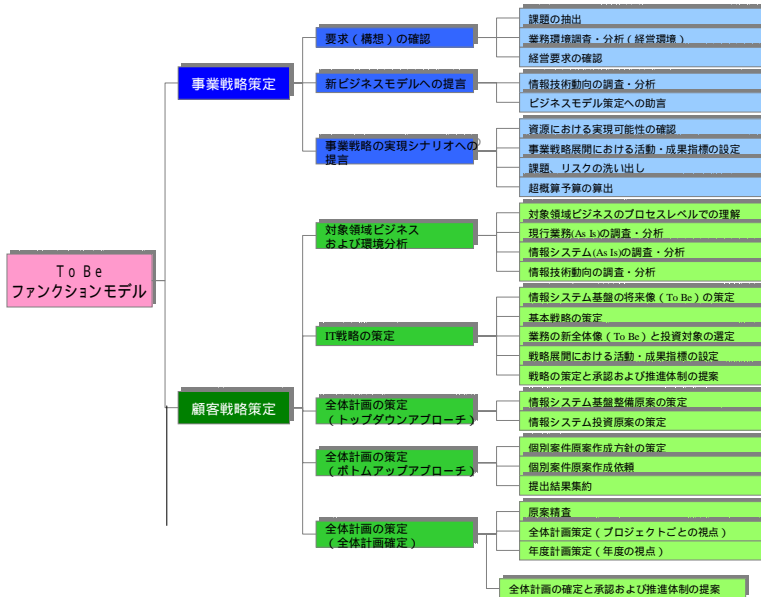 To Be
ファンクションモデル
事業戦略策定
要求（構想）の確認
課題の抽出
業務環境調査・分析（経営環境）
経営要求の確認
新ビジネスモデルへの提言
情報技術動向の調査・分析
ビジネスモデル策定への助言
事業戦略の実現シナリオへの
提言
資源における実現可能性の確認
事業戦略展開における活動・成果指標の設定
課題、リスクの洗い出し
超概算予算の算出
顧客戦略策定
対象領域ビジネス
および環境分析
対象領域ビジネスのプロセスレベルでの理解
現行業務(As Is)の調査・分析
情報システム(As Is)の調査・分析
情報技術動向の調査・分析
IT戦略の策定
情報システム基盤の将来像（To Be）の策定
基本戦略の策定
業務の新全体像（To Be）と投資対象の選定
戦略展開における活動・成果指標の設定
戦略の策定と承認および推進体制の提案
全体計画の策定
（トップダウンアプローチ）
情報システム基盤整備原案の策定
情報システム投資原案の策定
全体計画の策定
（ボトムアップアプローチ）
個別案件原案作成方針の策定
個別案件原案作成依頼
提出結果集約
全体計画の策定
（全体計画確定）
原案精査
全体計画策定（プロジェクトごとの視点）
年度計画策定（年度の視点）
全体計画の確定と承認および推進体制の提案